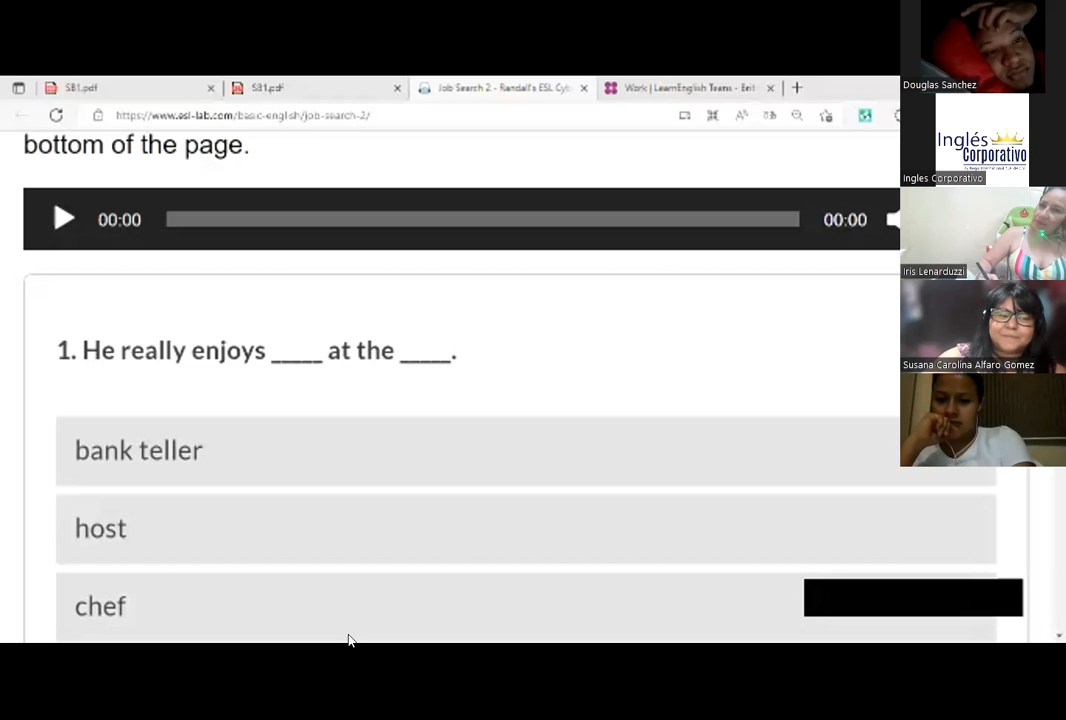 SB1.pdf
SB1.pdf
Job Search 2 - Randall's ESL Cyb
Work | LearnEnglish Teens - Brit
https://www.esl-lab.com/basic-english/job-search-2/
bottom of the page.
00:00
00:00
1. He really enjoys _____ at the _____.
bank teller
host
chef
Douglas Sanchez
Inglés
Corporativo
Ingles Corporativo
Iris Lenarduzzi
Susana Carolina Alfaro Gomez